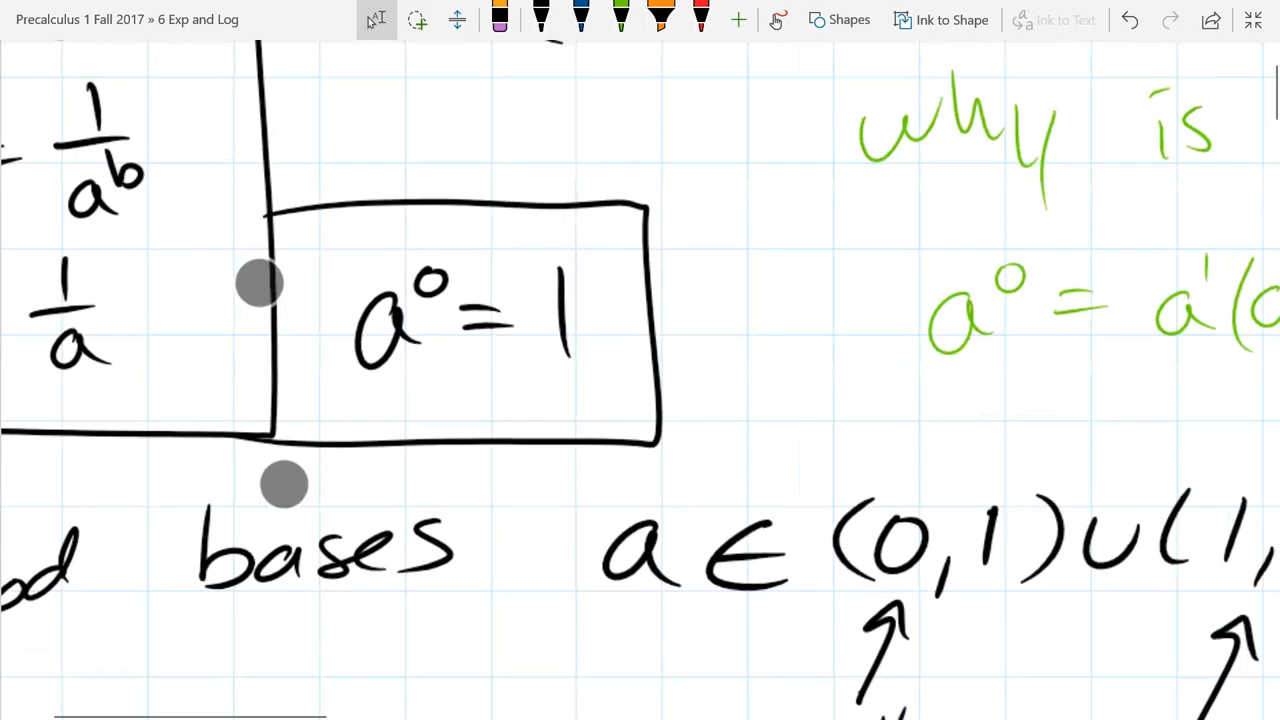 Precalculus 1 Fall 2017 » 6 Exp and Log
Shapes
Ink to Shape
Ink to Text
why is
1/a^b
a^0 = 1
1/a
a^0 = a^1(
bases a ∈ (0,1)∪(1,